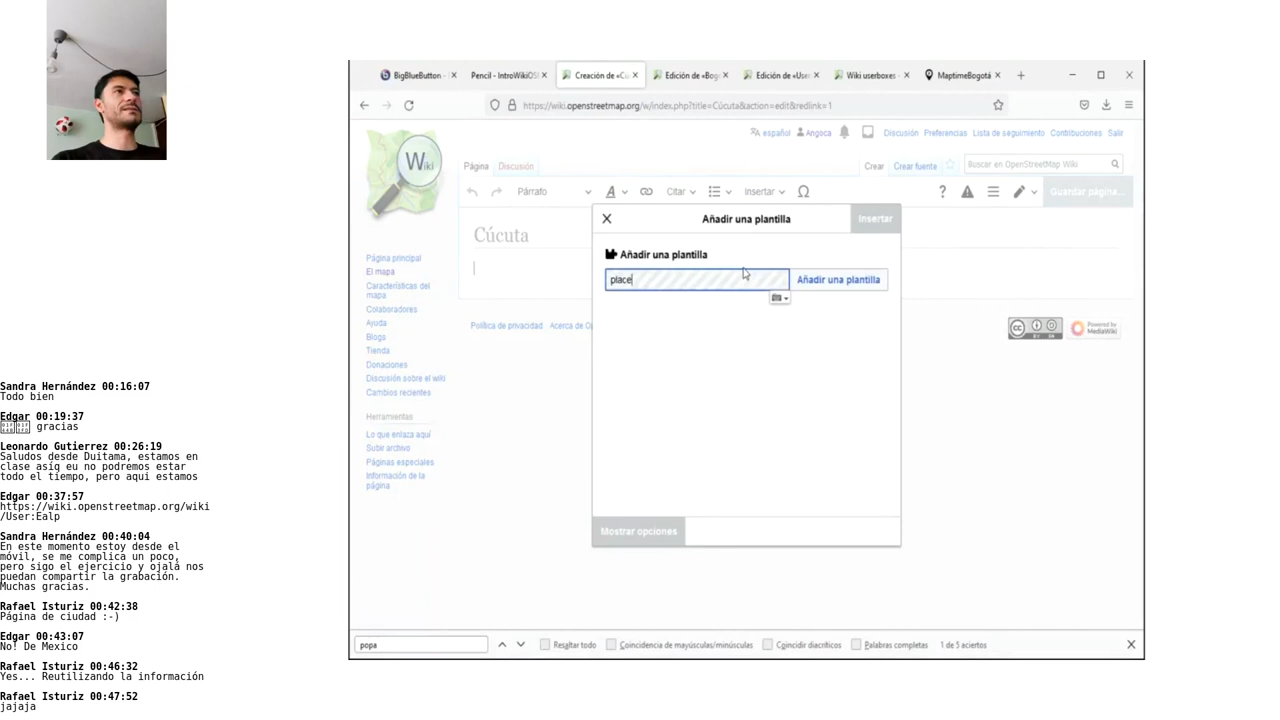 Sandra Hernández 00:16:07
Todo bien
Edgar 00:19:37
gracias
Leonardo Gutierrez 00:26:19
Saludos desde Duitama, estamos en
clase asíq eu no podremos estar
todo el tiempo, pero aqui estamos
Edgar 00:37:57
https://wiki.openstreetmap.org/wiki
/User:Ealp
Sandra Hernández 00:40:04
En este momento estoy desde el
móvil, se me complica un poco,
pero sigo el ejercicio y ojalá nos
puedan compartir la grabación.
Muchas gracias.
Rafael Isturiz 00:42:38
Página de ciudad :-)
Edgar 00:43:07
No! De Mexico
Rafael Isturiz 00:46:32
Yes... Reutilizando la información
Rafael Isturiz 00:47:52
jajaja
BigBlueButton - Pencil - IntroWikiOS Creación de «Cú Edición de «Bog Edición de «User Wiki userboxes - MaptimeBogotá
https://wiki.openstreetmap.org/w/index.php?title=Cúcuta&action=edit&redlink=1
español Angoca Discusión Preferencias Lista de seguimiento Contribuciones Salir
Wiki
Página Discusión Crear Crear fuente Buscar en OpenStreetMap Wiki
Párrafo A Citar Insertar Ω ? Guardar página...
Añadir una plantilla Insertar
Cúcuta
Añadir una plantilla
place Añadir una plantilla
Página principal
El mapa
Características del
mapa
Colaboradores
Ayuda
Blogs
Tienda
Donaciones
Discusión sobre el wiki
Cambios recientes
Herramientas
Lo que enlaza aquí
Subir archivo
Páginas especiales
Información de la
página
Política de privacidad Acerca de Op
cc BY SA Powered by
MediaWiki
Mostrar opciones
popa Resaltar todo Coincidencia de mayúsculas/minúsculas Coincidir diacríticos Palabras completas 1 de 5 aciertos